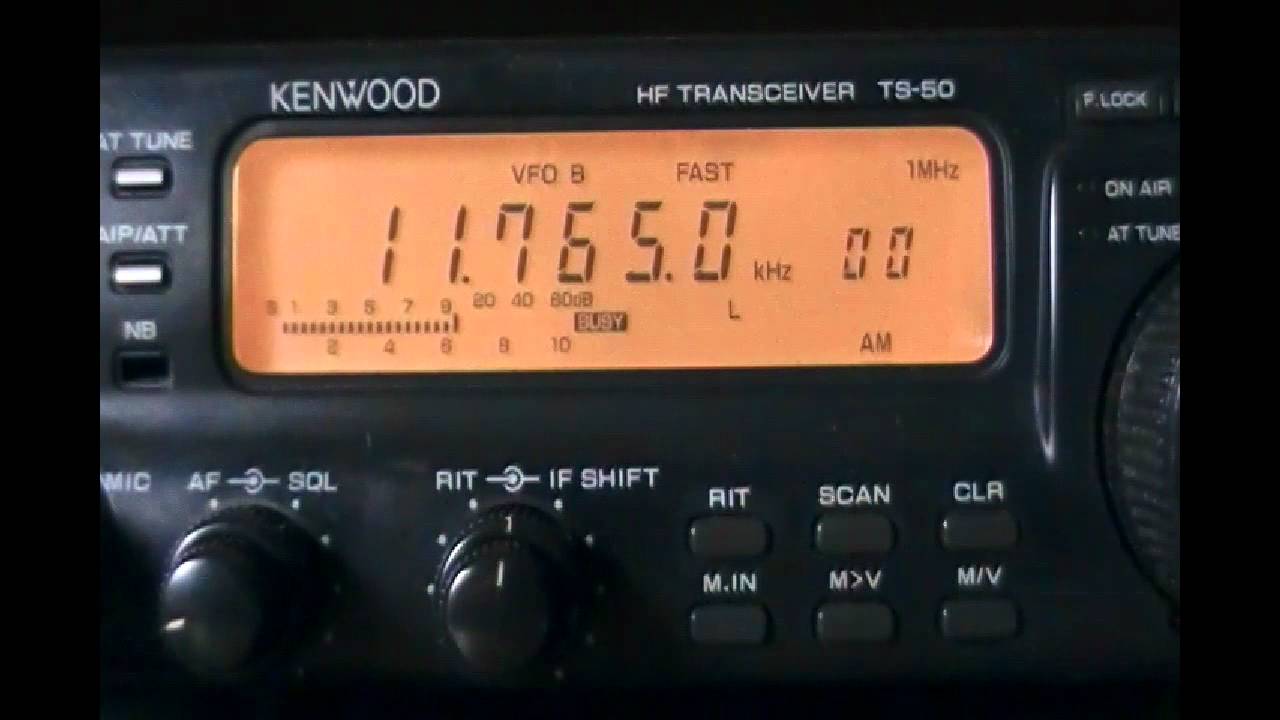 KENWOOD
HF TRANSCEIVER TS-50
F.LOCK
AT TUNE
VFO B FAST 1MHz
ON AIR
AIP/ATT
AT TUNE
11.765.0 kHz 00
S 1 3 5 7 9 20 40 60dB
BUSY
L
NB
2 4 6 8 10
AM
MIC
AF SQL
RIT IF SHIFT
RIT SCAN CLR
M.IN M>V M/V